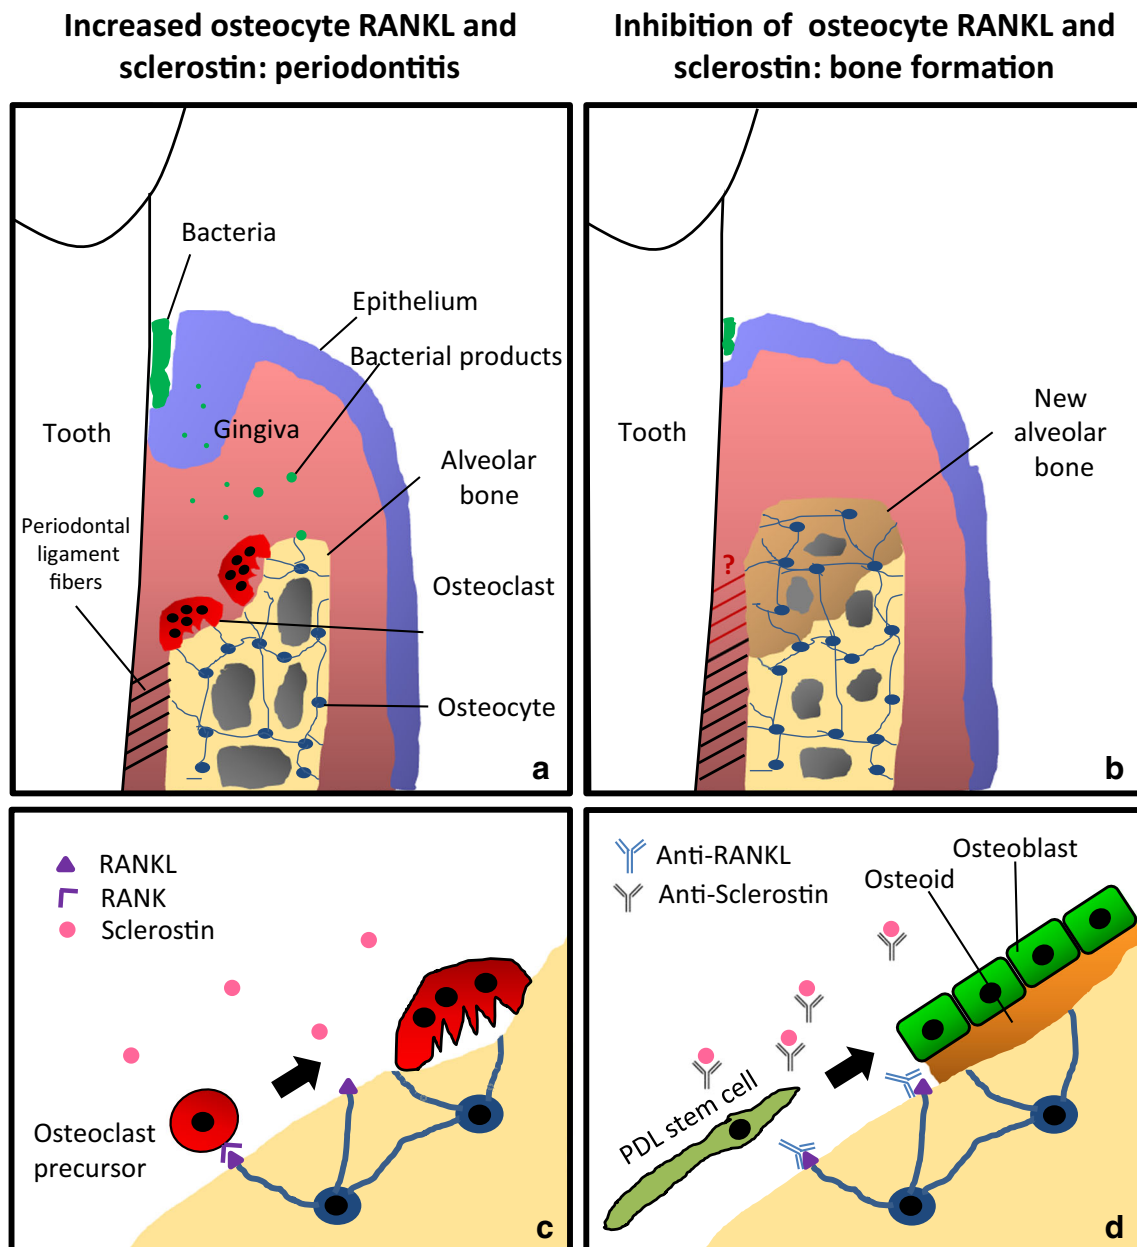 Increased osteocyte RANKL and
sclerostin: periodontitis
Inhibition of osteocyte RANKL and
sclerostin: bone formation
Bacteria
Epithelium
Bacterial products
Tooth
Gingiva
Alveolar
bone
Periodontal
ligament
fibers
Osteoclast
Osteocyte
a
Tooth
New
alveolar
bone
?
b
RANKL
RANK
Sclerostin
Osteoclast
precursor
c
Anti-RANKL
Anti-Sclerostin
Osteoblast
Osteoid
PDL stem cell
d